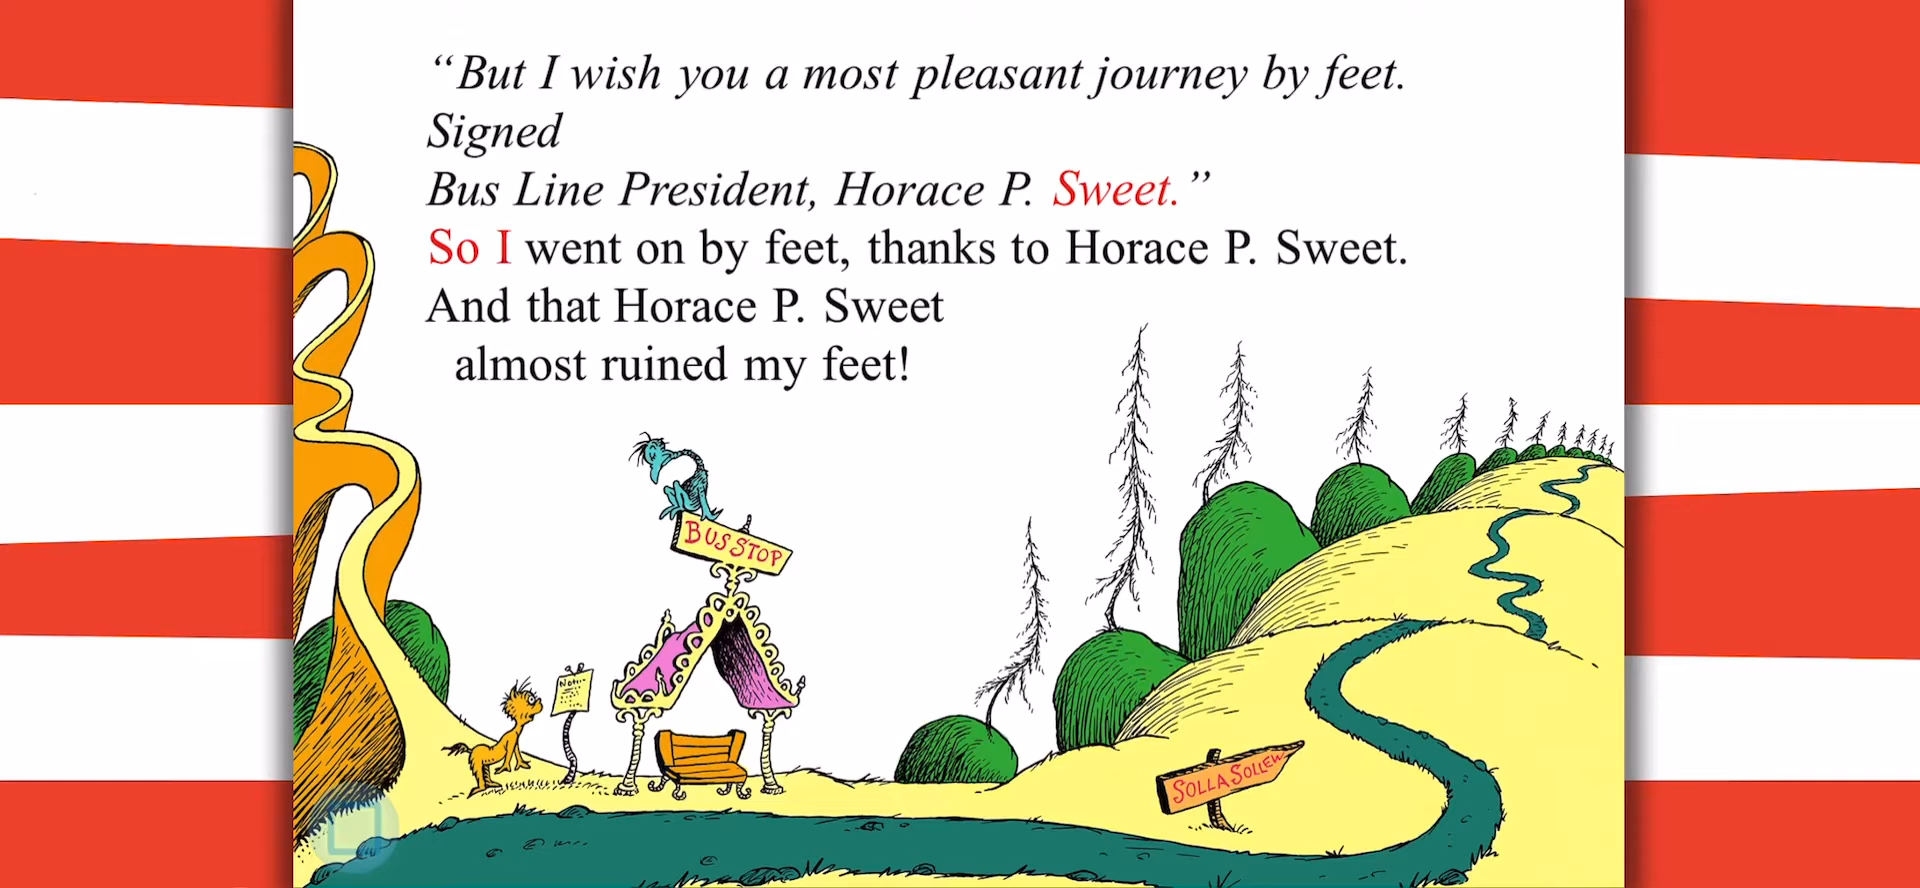 “But I wish you a most pleasant journey by feet.
Signed
Bus Line President, Horace P. Sweet.”
So I went on by feet, thanks to Horace P. Sweet.
And that Horace P. Sweet
almost ruined my feet!
BUS STOP
SOLLA SOLLEW